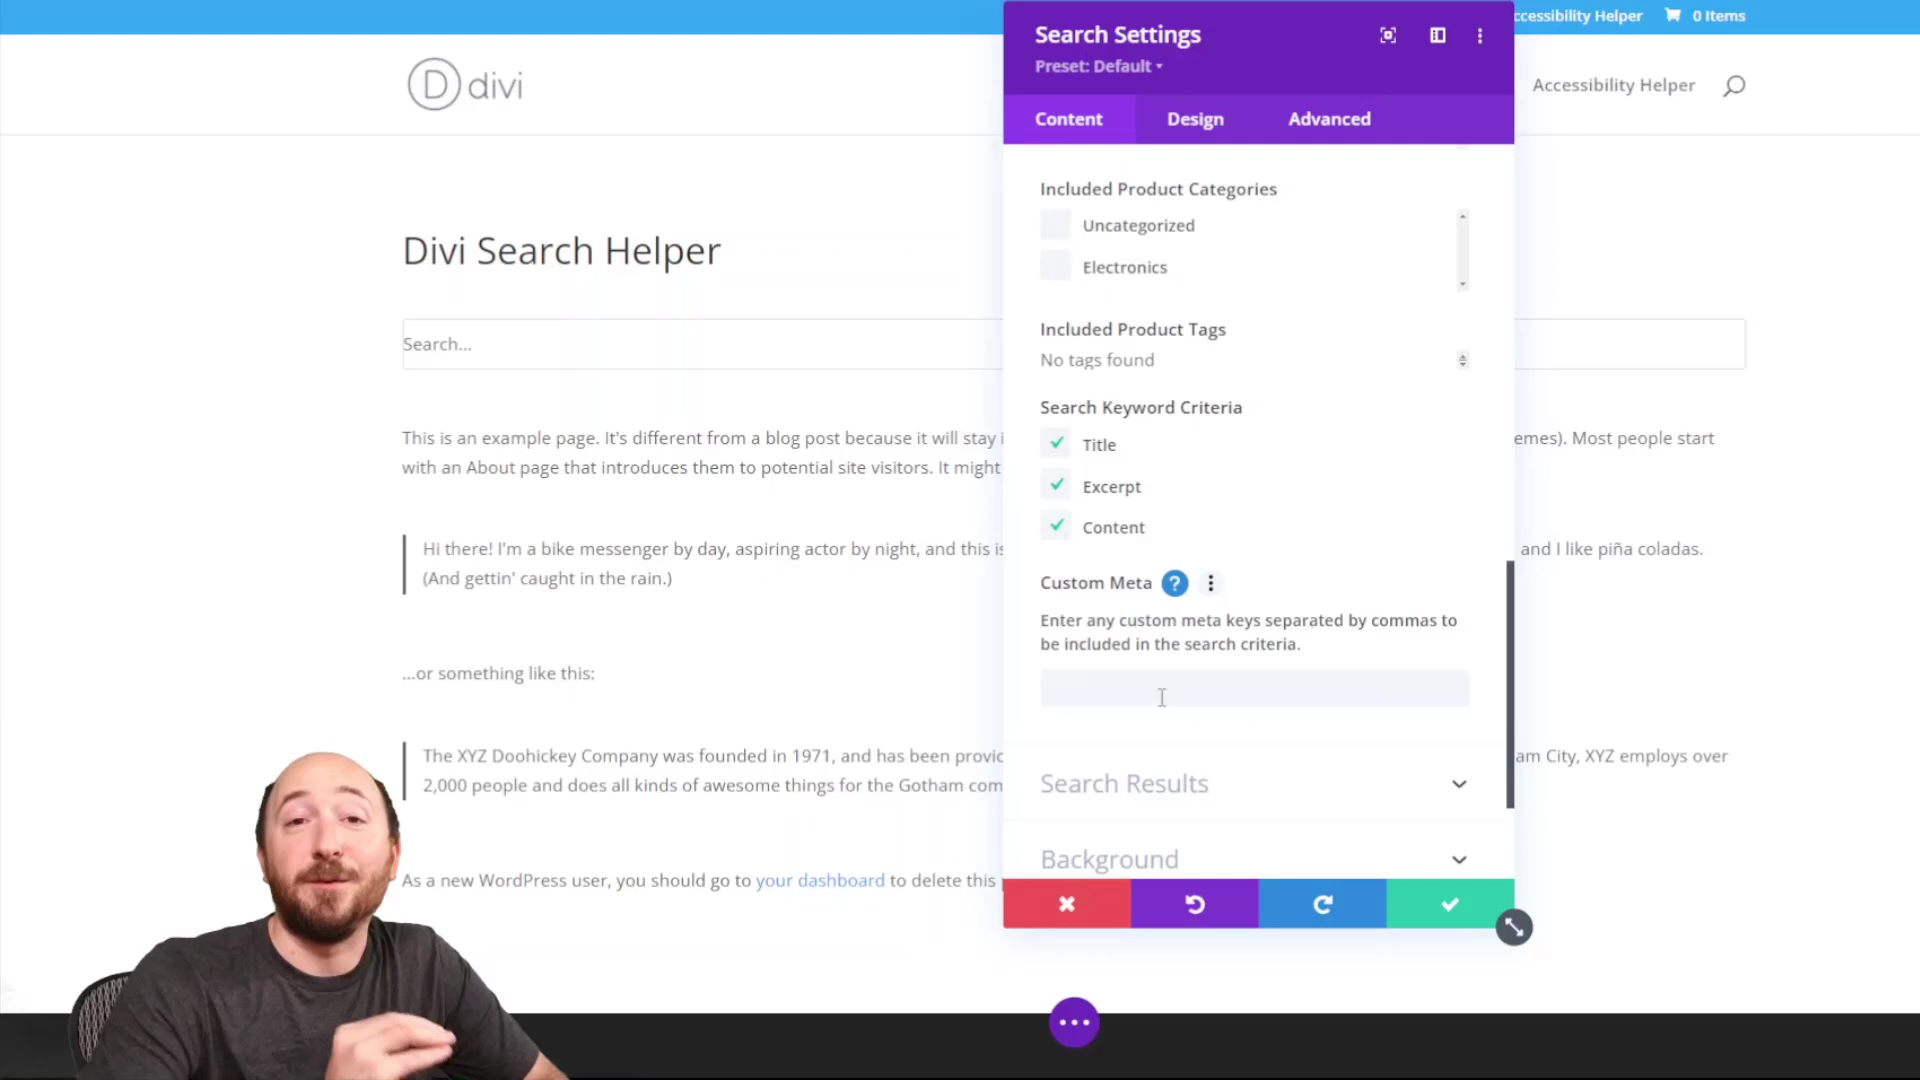 ccessibility Helper
0 Items
divi
Accessibility Helper
Search Settings
Preset: Default
Content
Design
Advanced
Included Product Categories
Uncategorized
Electronics
Included Product Tags
No tags found
Search Keyword Criteria
Title
Excerpt
Content
Custom Meta ?
Enter any custom meta keys separated by commas to
be included in the search criteria.
Search Results
Background
Divi Search Helper
Search...
This is an example page. It's different from a blog post because it will stay i
emes). Most people start
with an About page that introduces them to potential site visitors. It might
Hi there! I'm a bike messenger by day, aspiring actor by night, and this is
and I like piña coladas.
(And gettin' caught in the rain.)
...or something like this:
The XYZ Doohickey Company was founded in 1971, and has been provid
am City, XYZ employs over
2,000 people and does all kinds of awesome things for the Gotham com
As a new WordPress user, you should go to your dashboard to delete this